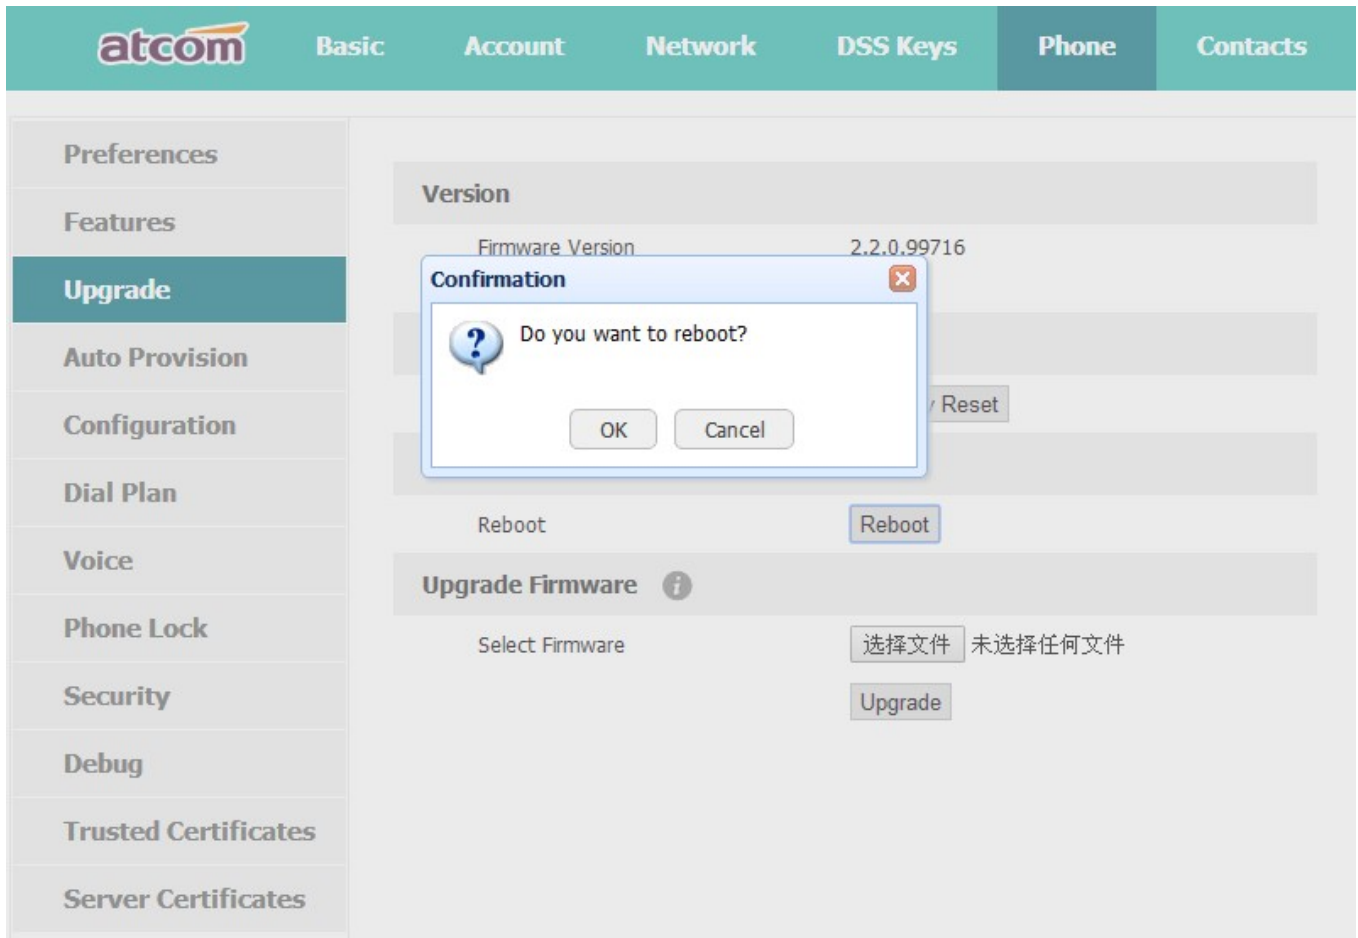 atcom Basic Account Network DSS Keys Phone Contacts
Preferences
Features
Upgrade
Auto Provision
Configuration
Dial Plan
Voice
Phone Lock
Security
Debug
Trusted Certificates
Server Certificates
Version
Firmware Version 2.2.0.99716
Confirmation
Do you want to reboot?
OK Cancel
Reset
Reboot Reboot
Upgrade Firmware
Select Firmware 选择文件 未选择任何文件
Upgrade